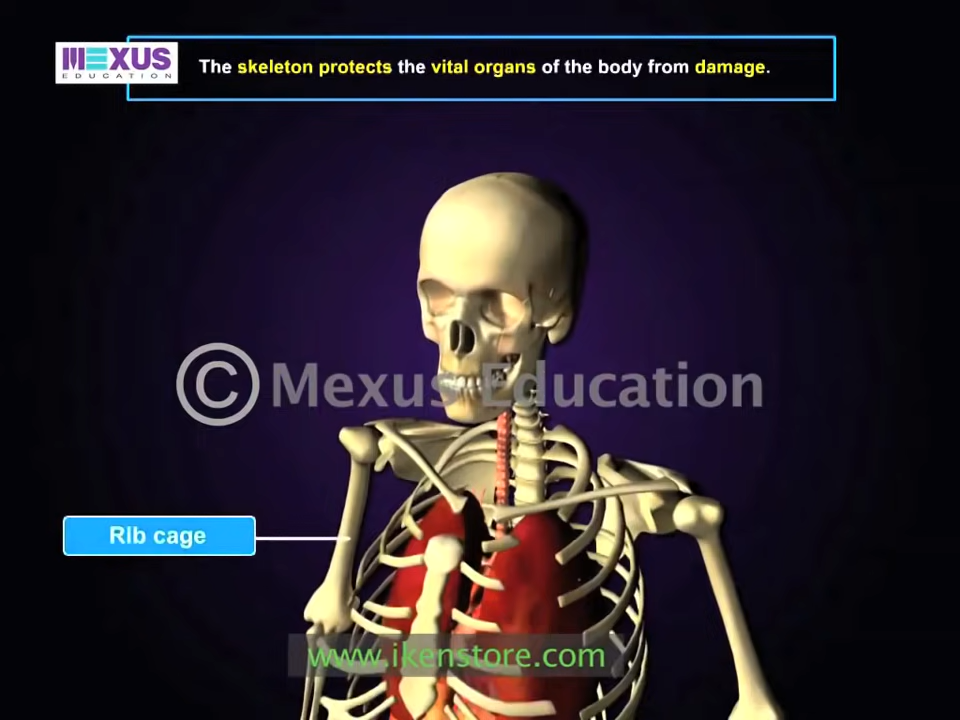 MEXUS
EDUCATION
The skeleton protects the vital organs of the body from damage.
© Mexus Education
RIb cage
www.ikenstore.com